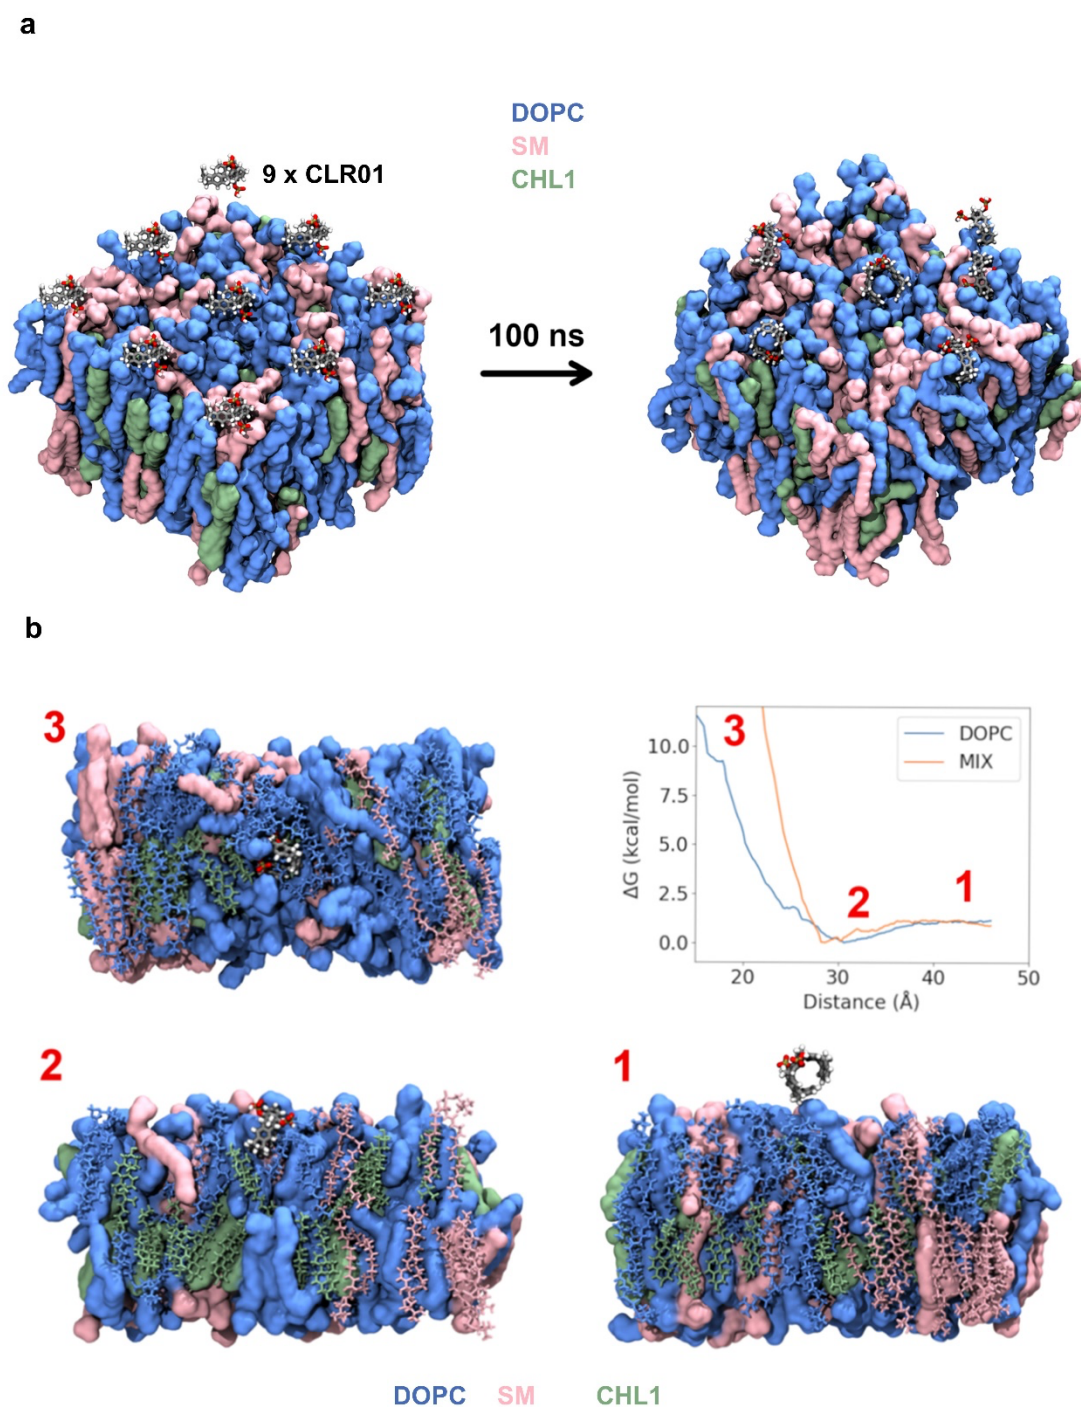 a
DOPC
SM
CHL1
9 x CLR01
100 ns
b
3
DOPC
MIX
10.0
7.5
5.0
2.5
0.0
ΔG (kcal/mol)
3
2
1
20 30 40 50
Distance (Å)
2
1
DOPC SM CHL1